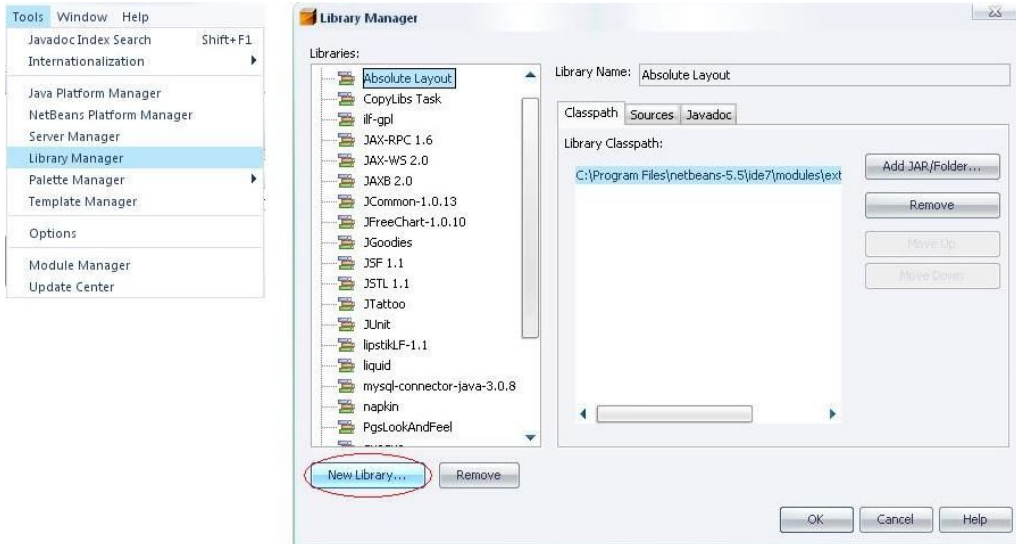 Tools Window Help
Javadoc Index Search Shift+F1
Internationalization
Java Platform Manager
NetBeans Platform Manager
Server Manager
Library Manager
Palette Manager
Template Manager
Options
Module Manager
Update Center
Library Manager
Libraries:
Absolute Layout
CopyLibs Task
ilf-gpl
JAX-RPC 1.6
JAX-WS 2.0
JAXB 2.0
JCommon-1.0.13
JFreeChart-1.0.10
JGoodies
JSF 1.1
JSTL 1.1
JTattoo
JUnit
lipstikLF-1.1
liquid
mysql-connector-java-3.0.8
napkin
PgsLookAndFeel
New Library... Remove
Library Name: Absolute Layout
Classpath Sources Javadoc
Library Classpath:
C:\Program Files\netbeans-5.5\ide7\modules\ext
Add JAR/Folder...
Remove
Move Up
Move Down
OK Cancel Help